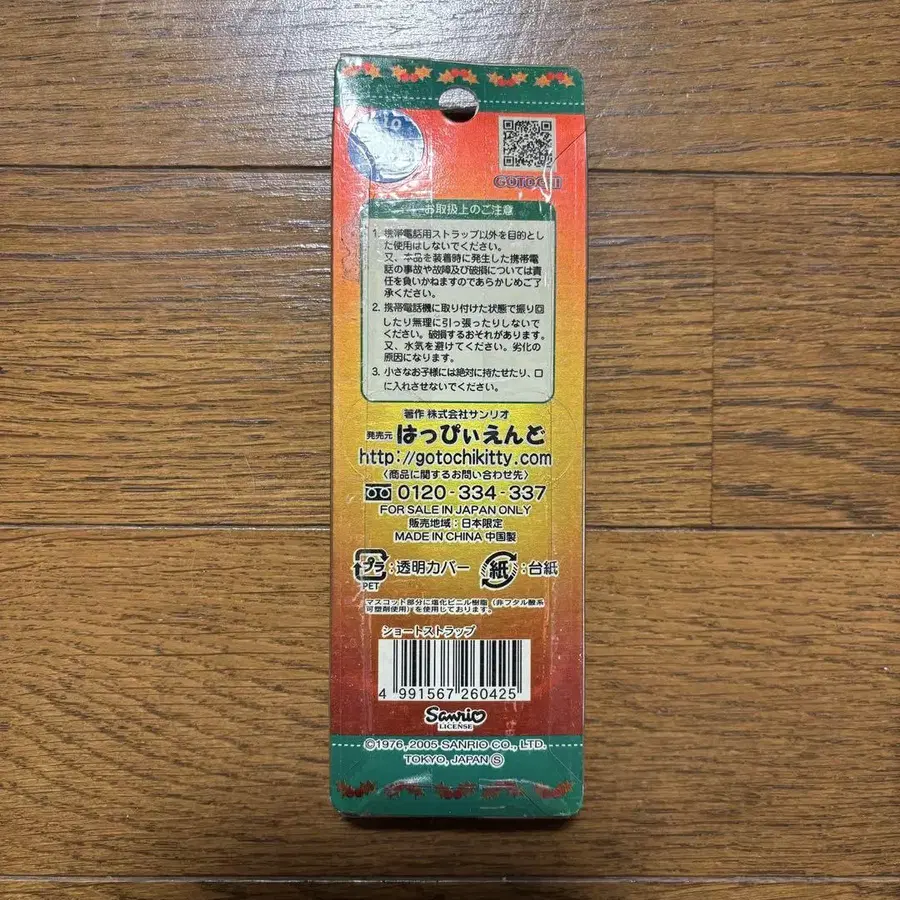 GOTOCHI
お取扱上のご注意
1. 携帯電話用ストラップ以外を目的とし
た使用はしないでください。
又、本品を装着時に発生した携帯電
話の事故や故障及び破損については責
任を負いかねますのであらかじめご了
承ください。
2. 携帯電話機に取り付けた状態で振り回
したり無理に引っ張ったりしないで
ください。破損するおそれがあります。
又、水気を避けてください。劣化の
原因になります。
3. 小さなお子様には絶対に持たせたり、口
に入れさせないでください。
著作 株式会社サンリオ
発売元 はっぴぃえんど
http://gotochikitty.com
〈商品に関するお問い合わせ先〉
0120-334-337
FOR SALE IN JAPAN ONLY
販売地域：日本限定
MADE IN CHINA 中国製
プラ：透明カバー 紙：台紙
PET
マスコット部分に塩化ビニル樹脂（非フタル酸系
可塑剤使用）を使用しております。
ショートストラップ
4 991567 260425
Sanrio
LICENSE
©1976, 2005 SANRIO CO., LTD.
TOKYO, JAPAN Ⓢ